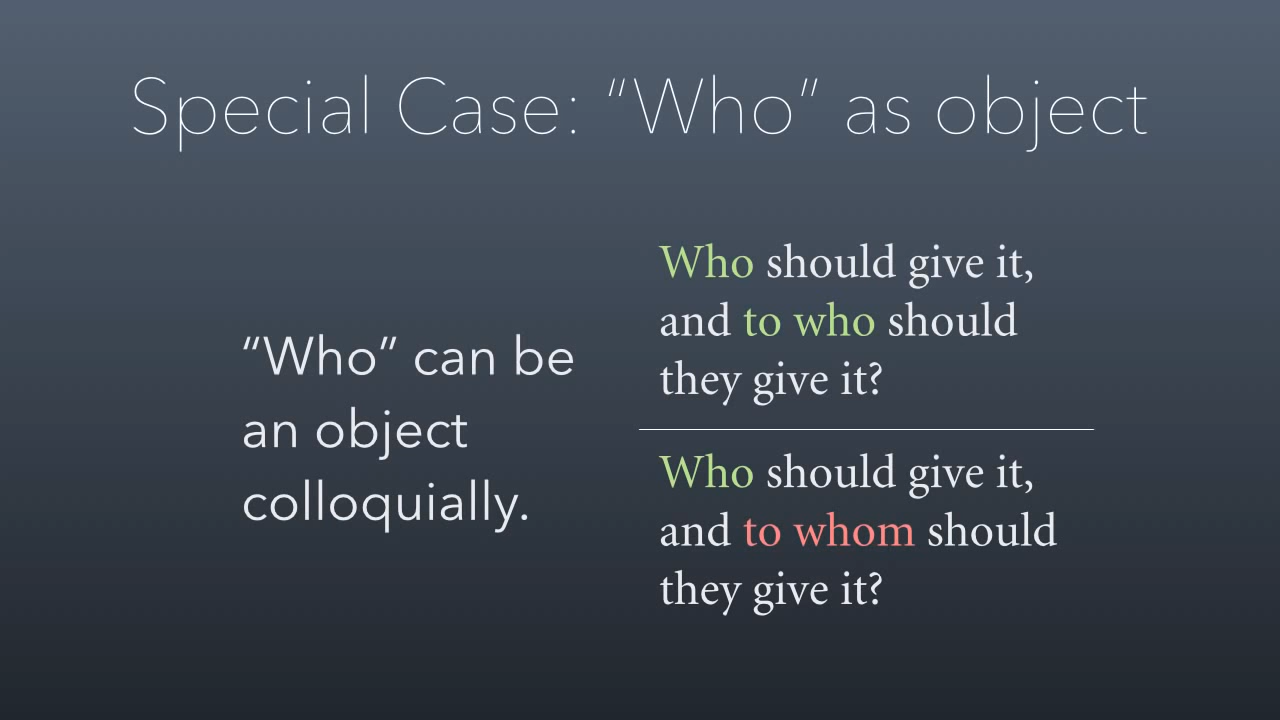 Special Case: “Who” as object
“Who” can be
an object
colloquially.
Who should give it,
and to who should
they give it?
Who should give it,
and to whom should
they give it?